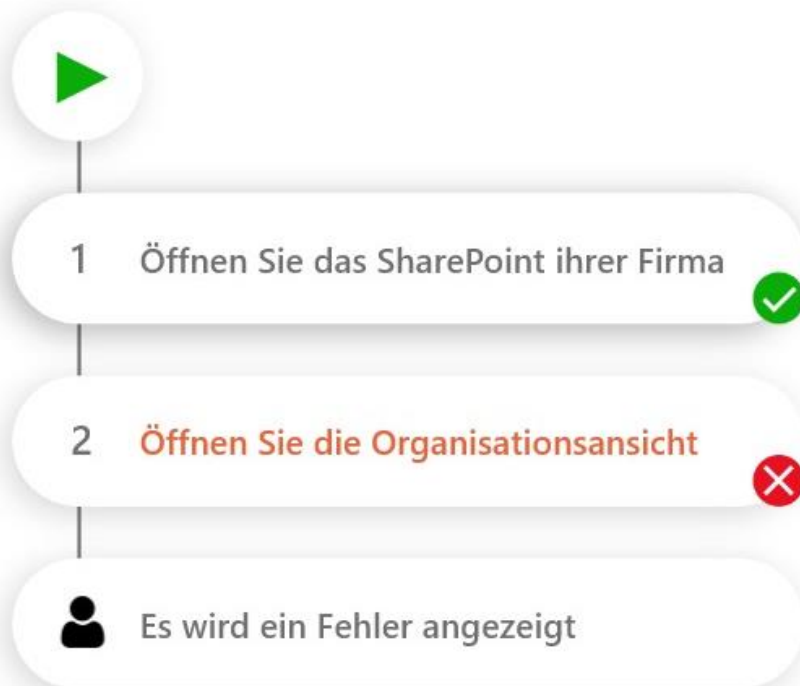 1 Öffnen Sie das SharePoint ihrer Firma
2 Öffnen Sie die Organisationsansicht
Es wird ein Fehler angezeigt